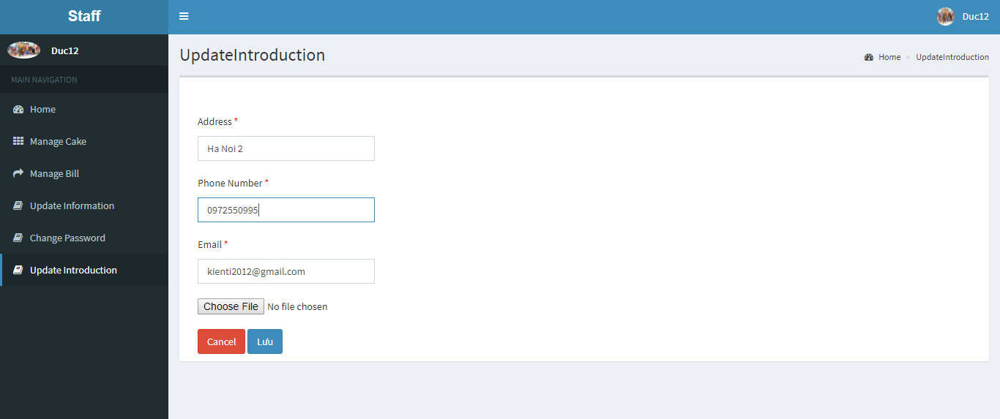 Staff
Duc12
Duc12
MAIN NAVIGATION
Home
Manage Cake
Manage Bill
Update Information
Change Password
Update Introduction
UpdateIntroduction
Home > UpdateIntroduction
Address *
Ha Noi 2
Phone Number *
0972550995
Email *
kienti2012@gmail.com
Choose File No file chosen
Cancel Lưu